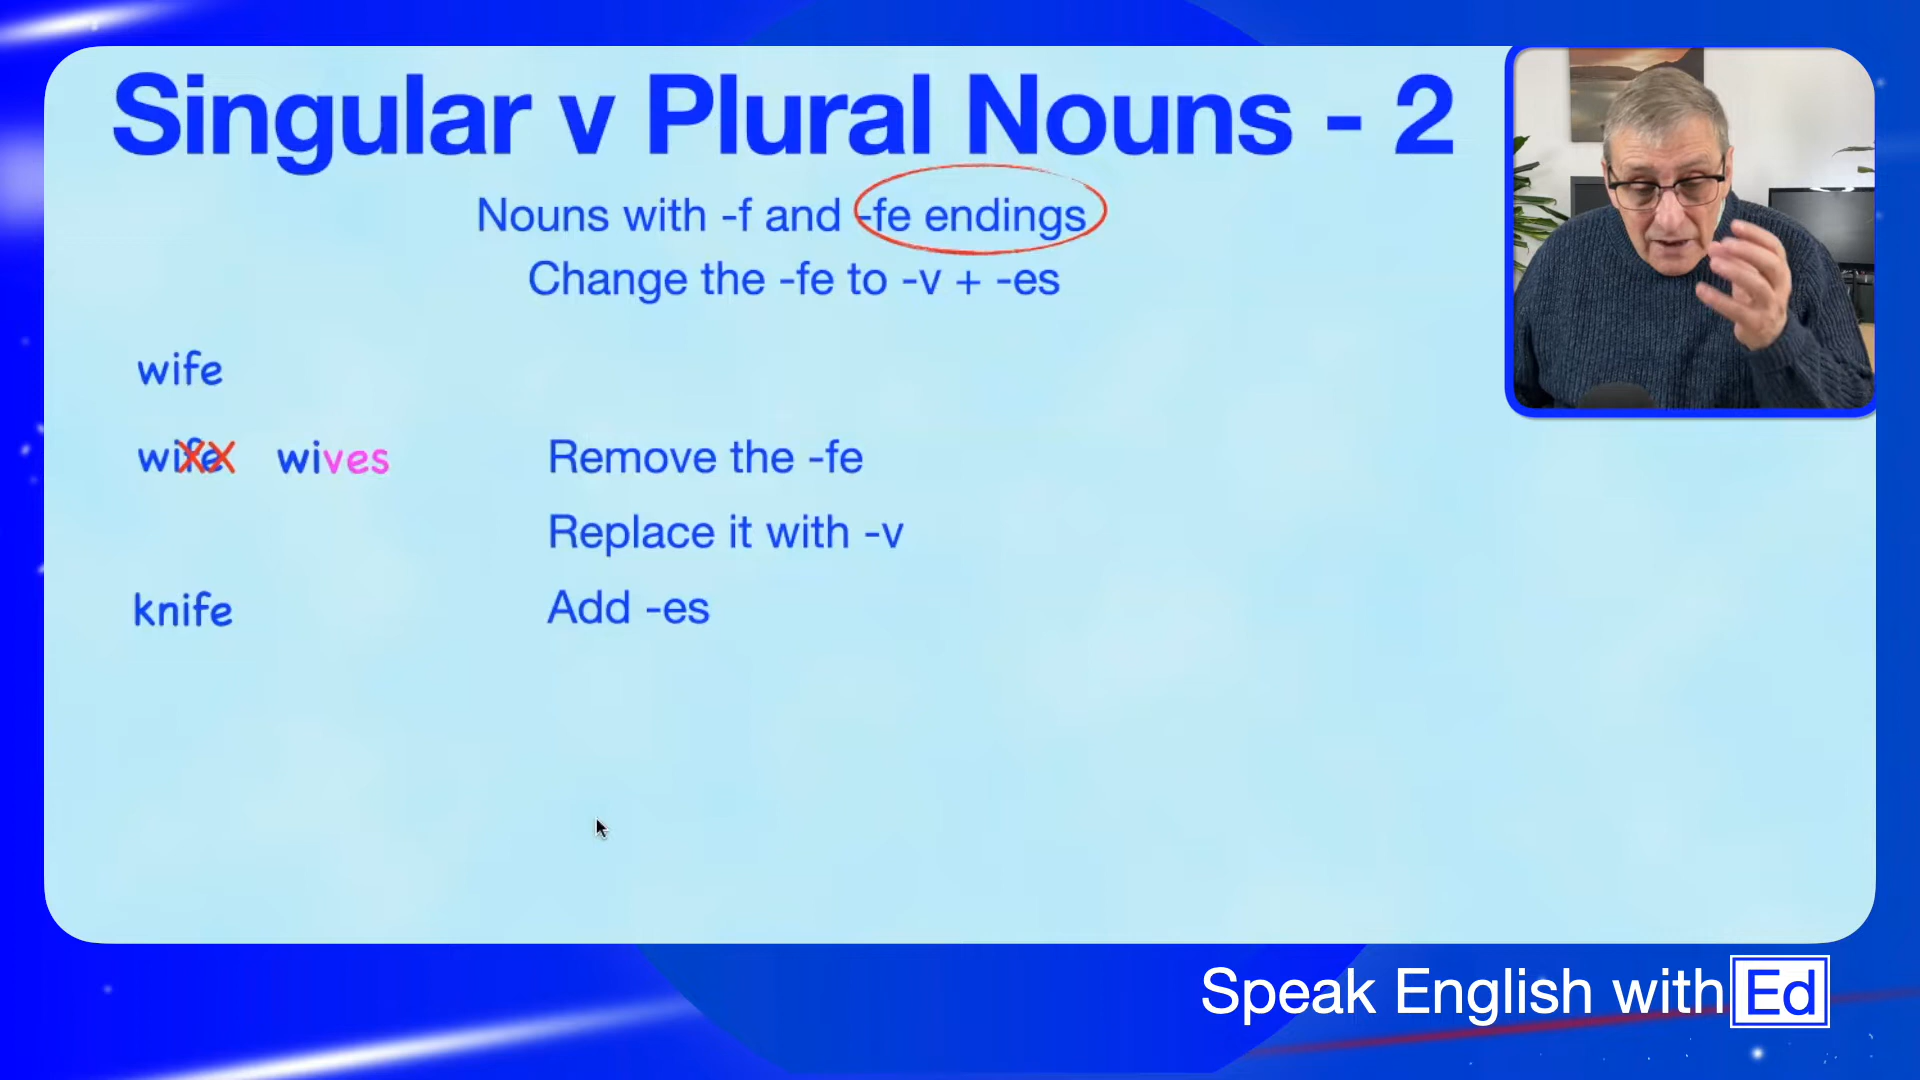 Singular v Plural Nouns - 2
Nouns with -f and -fe endings
Change the -fe to -v + -es
wife
wife wives Remove the -fe
Replace it with -v
knife Add -es
Speak English with Ed